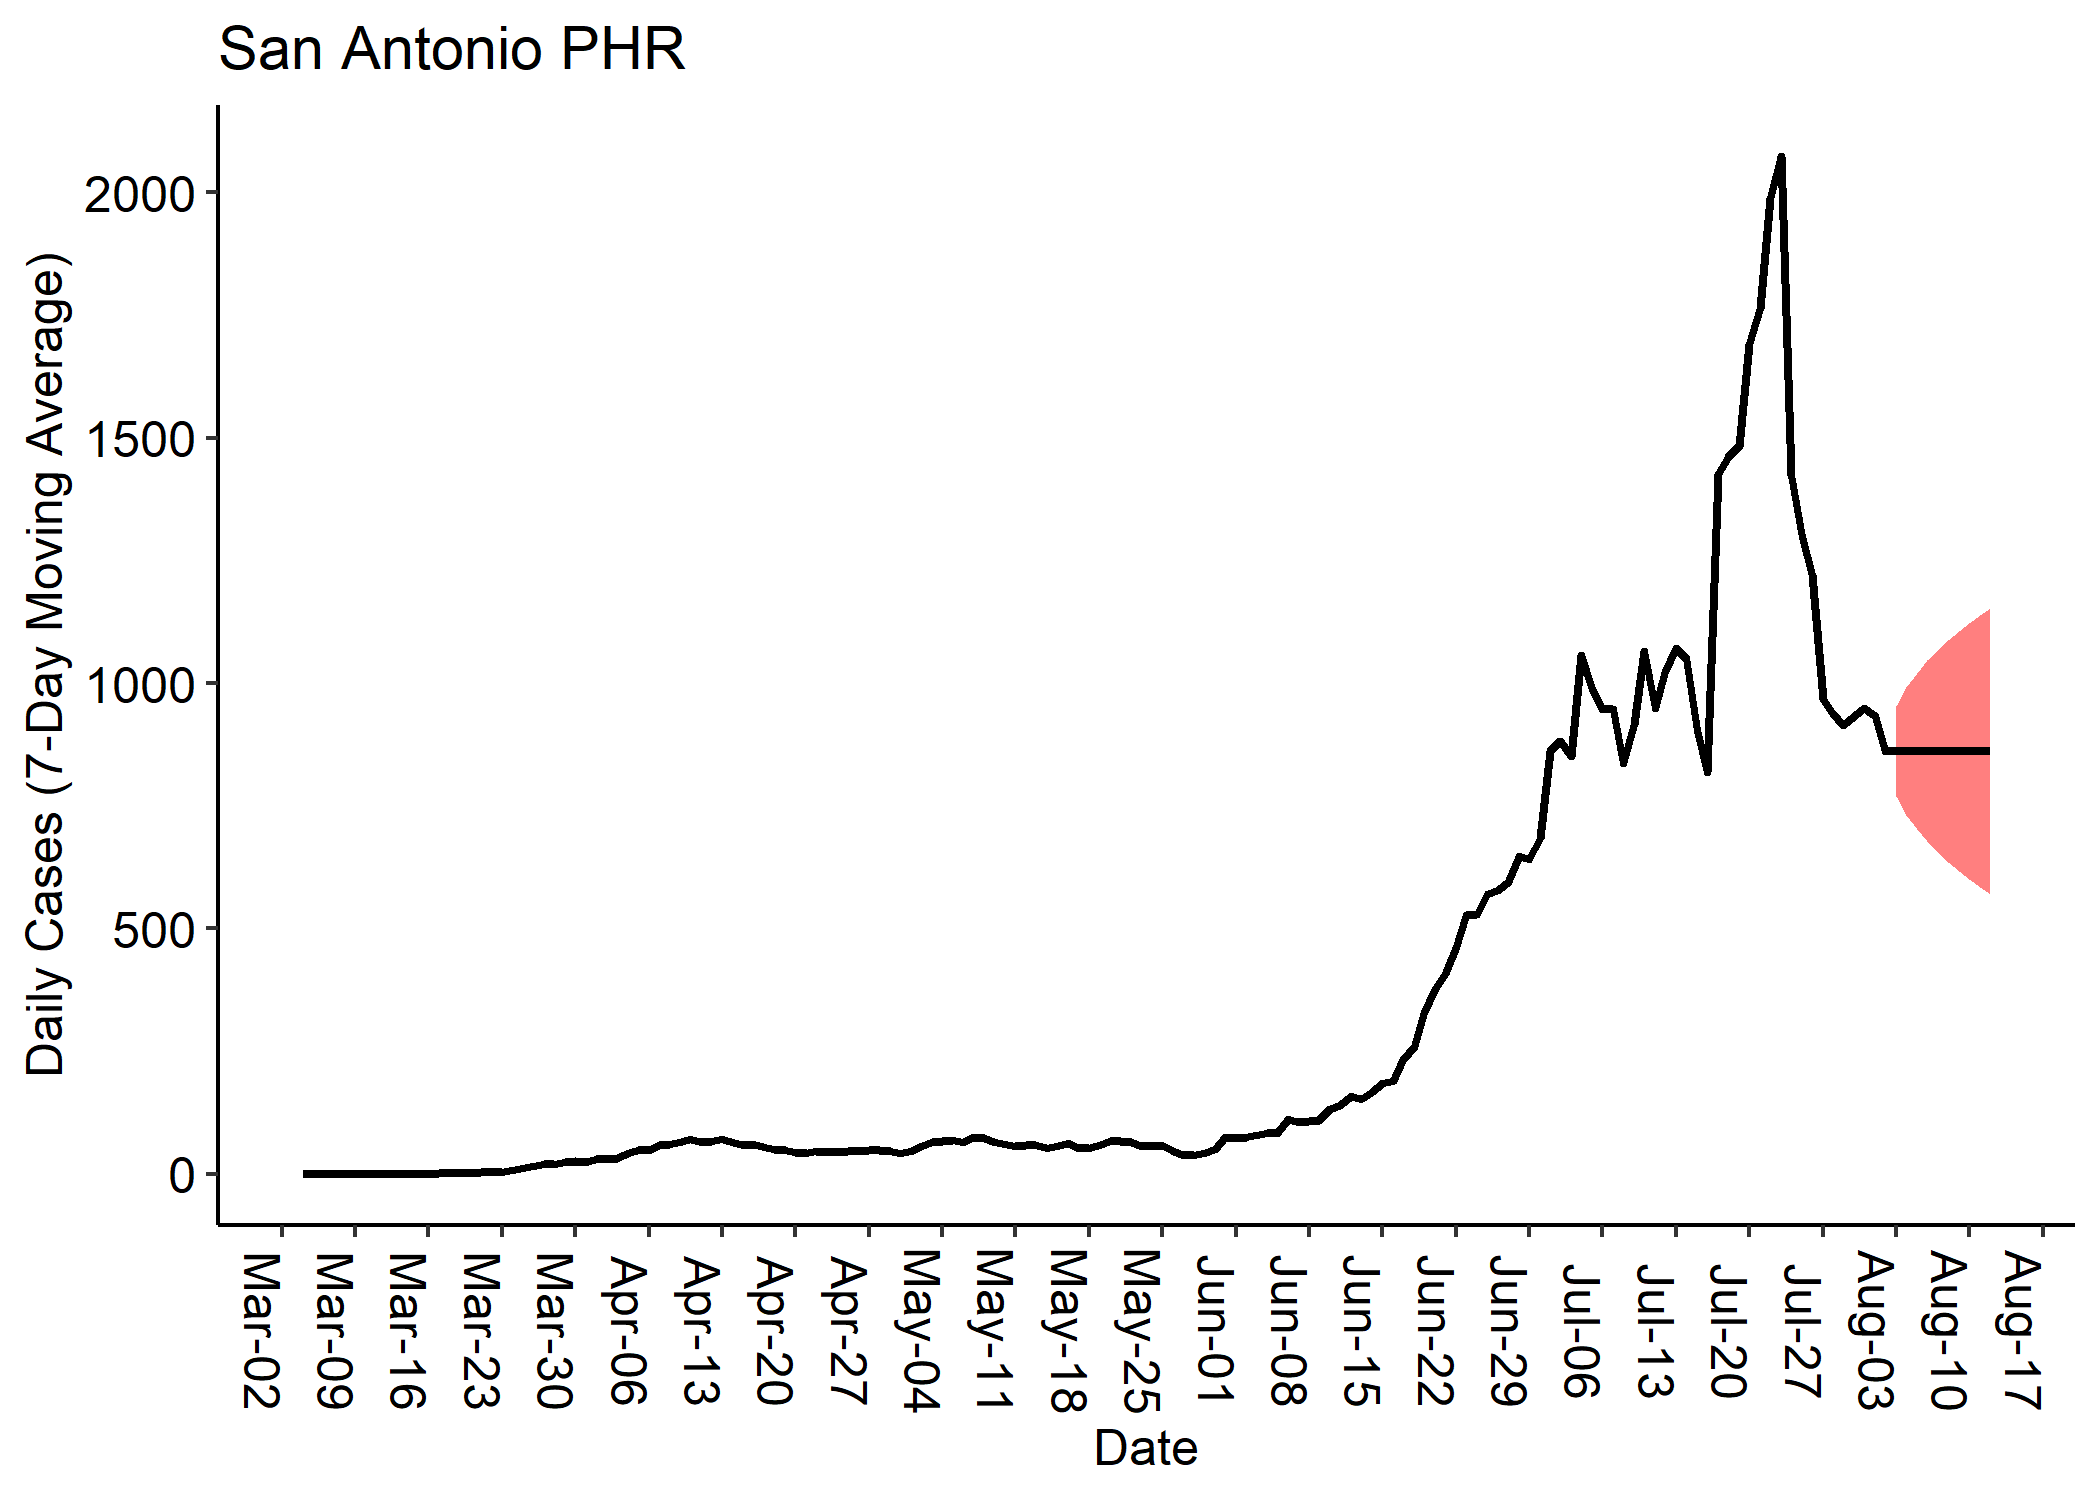 San Antonio PHR
Daily Cases (7-Day Moving Average)
2000
1500
1000
500
0
Mar-02
Mar-09
Mar-16
Mar-23
Mar-30
Apr-06
Apr-13
Apr-20
Apr-27
May-04
May-11
May-18
May-25
Jun-01
Jun-08
Jun-15
Jun-22
Jun-29
Jul-06
Jul-13
Jul-20
Jul-27
Aug-03
Aug-10
Aug-17
Date